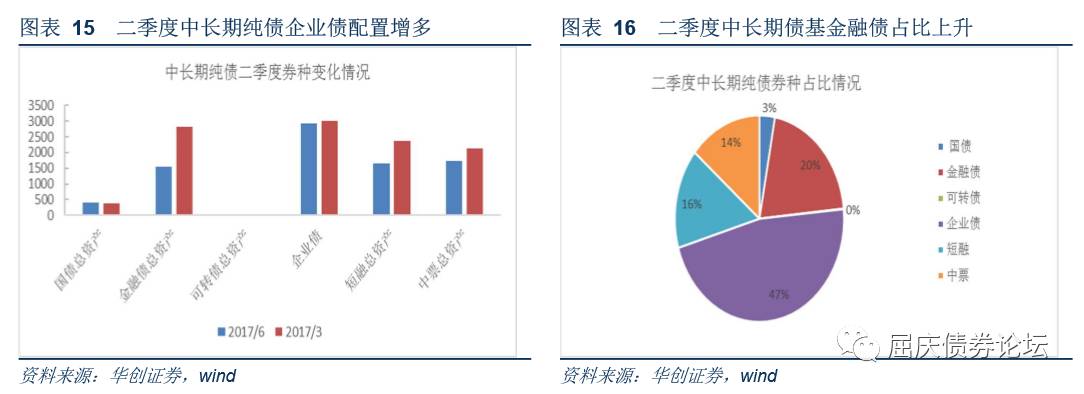 图表 15 二季度中长期纯债企业债配置增多
中长期纯债二季度券种变化情况
3500
3000
2500
2000
1500
1000
500
0
国债总资产
金融债总资产
可转债总资产
企业债
短融总资产
中票总资产
2017/6 2017/3
资料来源：华创证券，wind
图表 16 二季度中长期债基金融债占比上升
二季度中长期纯债券种占比情况
3%
20%
0%
47%
16%
14%
国债
金融债
可转债
企业债
短融
中票
屈庆债券论坛
资料来源：华创证券，wind